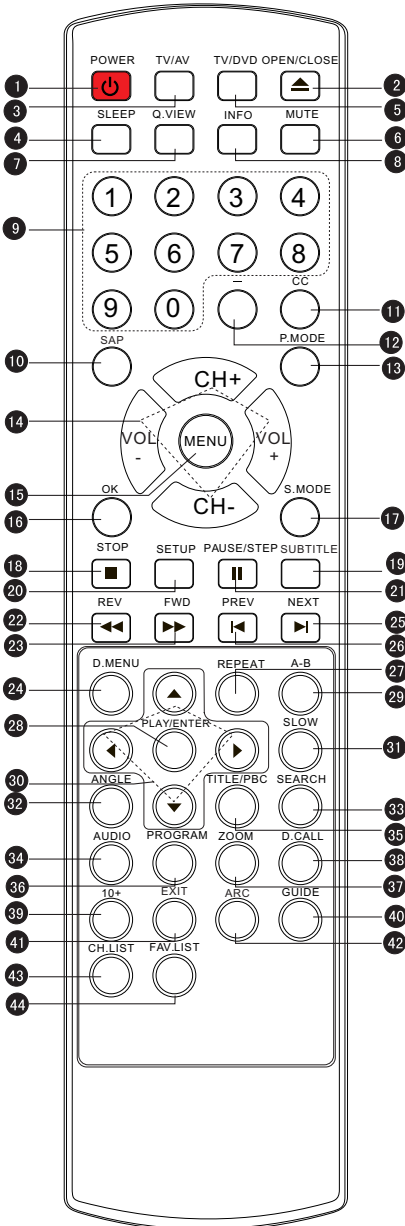 POWER TV/AV TV/DVD OPEN/CLOSE
1 2
3 5
SLEEP Q.VIEW INFO MUTE
4 6
7 8
1 2 3 4
9
5 6 7 8
9 0 – CC
11
12
SAP P.MODE
10 13
CH+
14
VOL - MENU VOL +
15
CH-
OK S.MODE
16 17
STOP SETUP PAUSE/STEP SUBTITLE
18 19
20 21
REV FWD PREV NEXT
22 25
23 26
27
D.MENU REPEAT A-B
24 29
28
PLAY/ENTER SLOW
31
30
ANGLE TITLE/PBC SEARCH
32 33
35
AUDIO PROGRAM ZOOM D.CALL
34 38
36 37
10+ EXIT ARC GUIDE
39 40
41 42
CH.LIST FAV.LIST
43
44